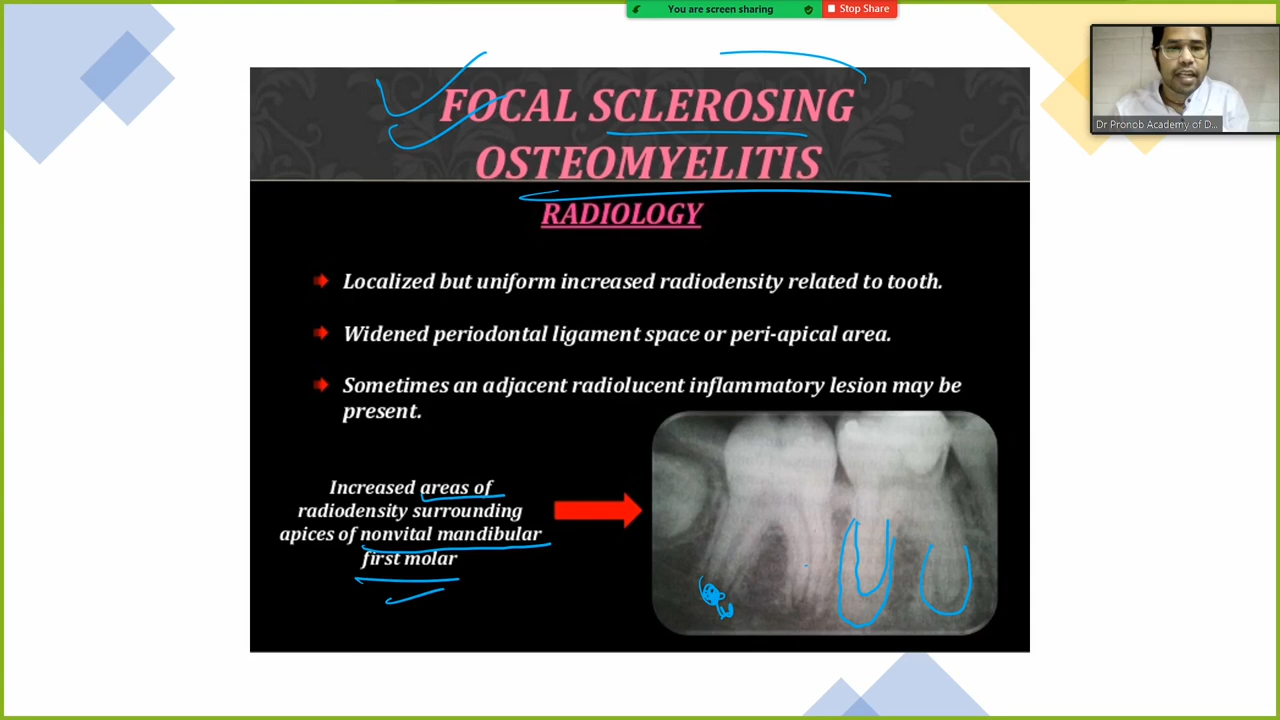 You are screen sharing
Stop Share
Dr Pronob Academy of D...
FOCAL SCLEROSING
OSTEOMYELITIS
RADIOLOGY
Localized but uniform increased radiodensity related to tooth.
Widened periodontal ligament space or peri-apical area.
Sometimes an adjacent radiolucent inflammatory lesion may be
present.
Increased areas of
radiodensity surrounding
apices of nonvital mandibular
first molar